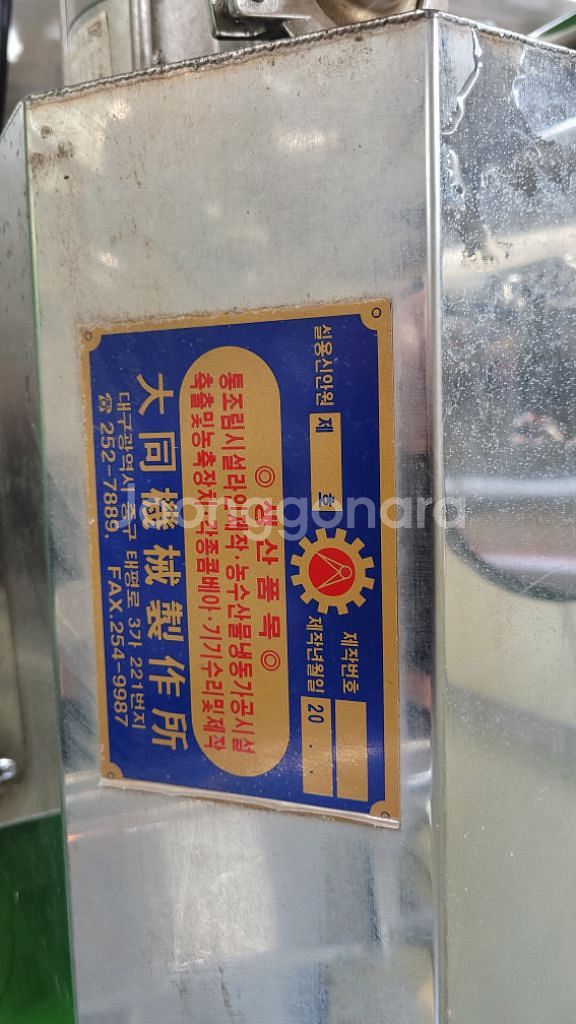 실용신안원 제 호
제작번호
제작년월일 20 . .
◎ 생산품목 ◎
통조림시설라인제작 농수산물냉동가공시설
축출및농축장치·각종콤베아·기기수리및제작
大同機械製作所
대구광역시 중구 태평로 3가 221번지
☎ 252-7889, FAX.254-9987
Joonggonara